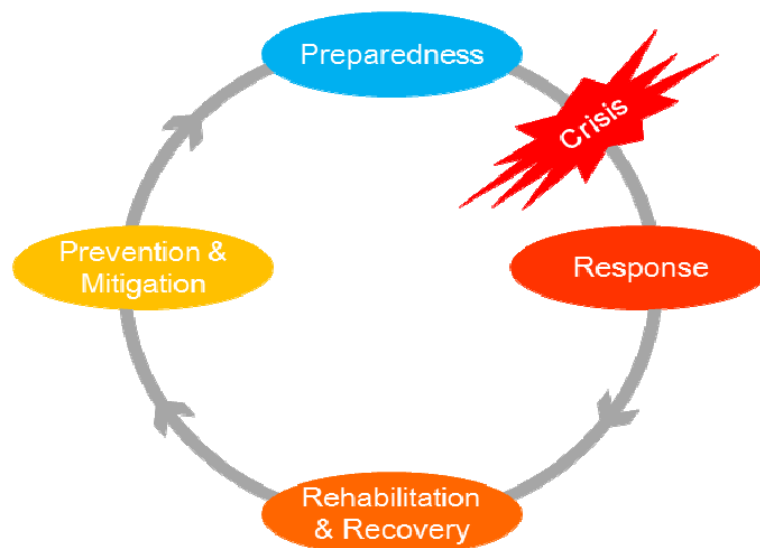 Preparedness
Crisis
Prevention &
Mitigation
Response
Rehabilitation
& Recovery